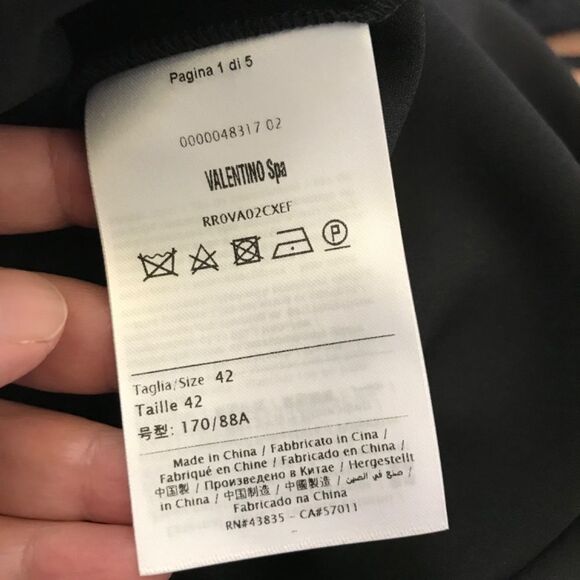 Pagina 1 di 5
0000048317 02
VALENTINO Spa
RR0VA02CXEF
P
Taglia/Size 42
Taille 42
号型: 170/88A
Made in China / Fabbricato in Cina /
Fabriqué en Chine / Fabricado en China /
中国製 / Произведено в Китае / Hergestellt
in China / 中国制造 / 中國製造 / صنع في الصين /
Fabricado na China
RN#43835 - CA#57011